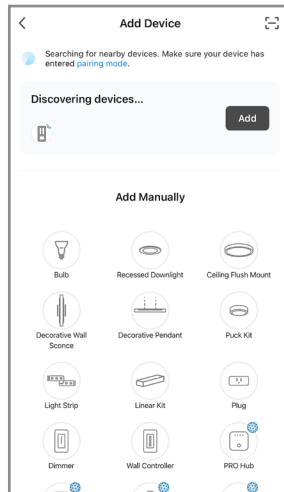 Add Device
Searching for nearby devices. Make sure your device has
entered pairing mode.
Discovering devices...
Add
Add Manually
Bulb
Recessed Downlight
Ceiling Flush Mount
Decorative Wall
Sconce
Decorative Pendant
Puck Kit
Light Strip
Linear Kit
Plug
Dimmer
Wall Controller
PRO Hub